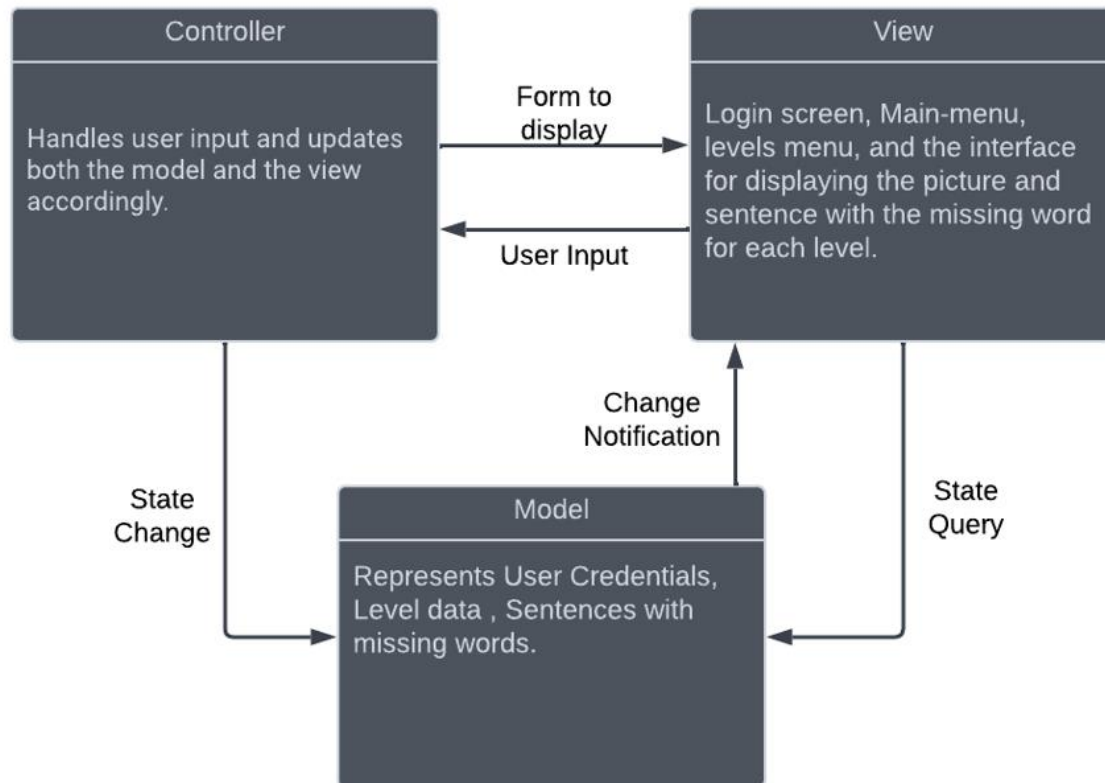 Controller
Handles user input and updates
both the model and the view
accordingly.
Form to
display
User Input
View
Login screen, Main-menu,
levels menu, and the interface
for displaying the picture and
sentence with the missing word
for each level.
State
Change
Change
Notification
State
Query
Model
Represents User Credentials,
Level data , Sentences with
missing words.